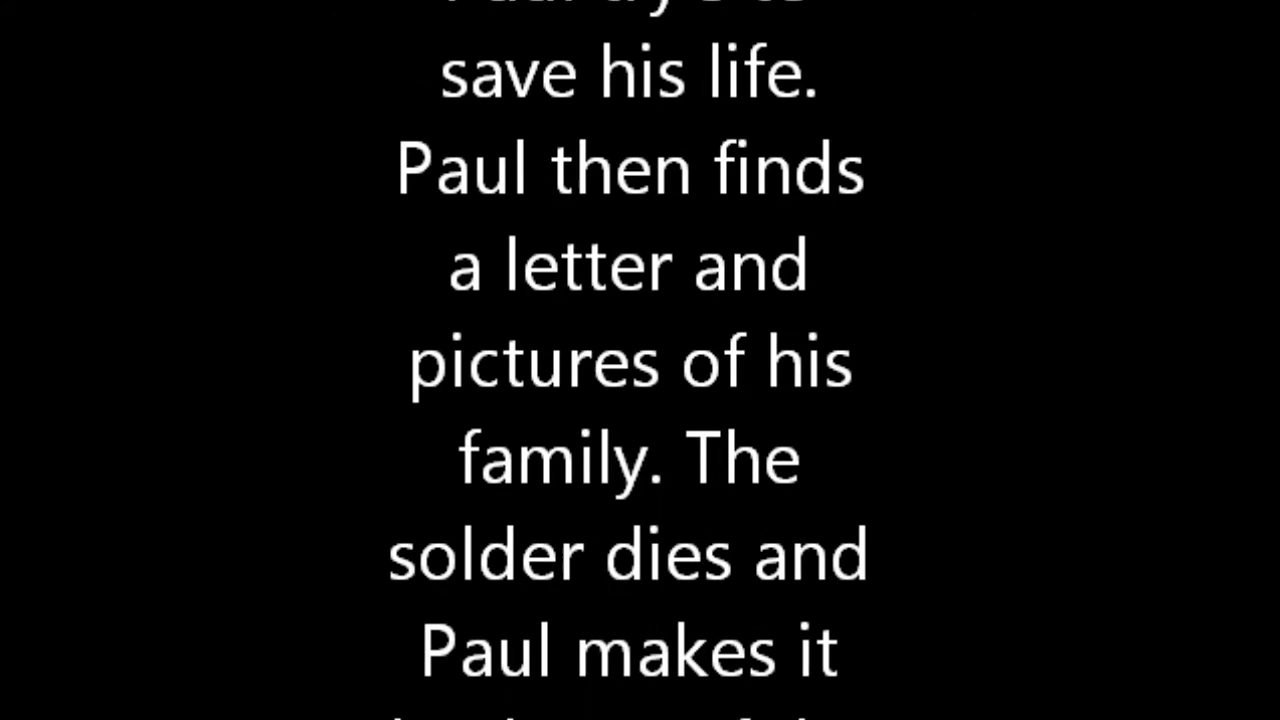 save his life.
Paul then finds
a letter and
pictures of his
family. The
solder dies and
Paul makes it